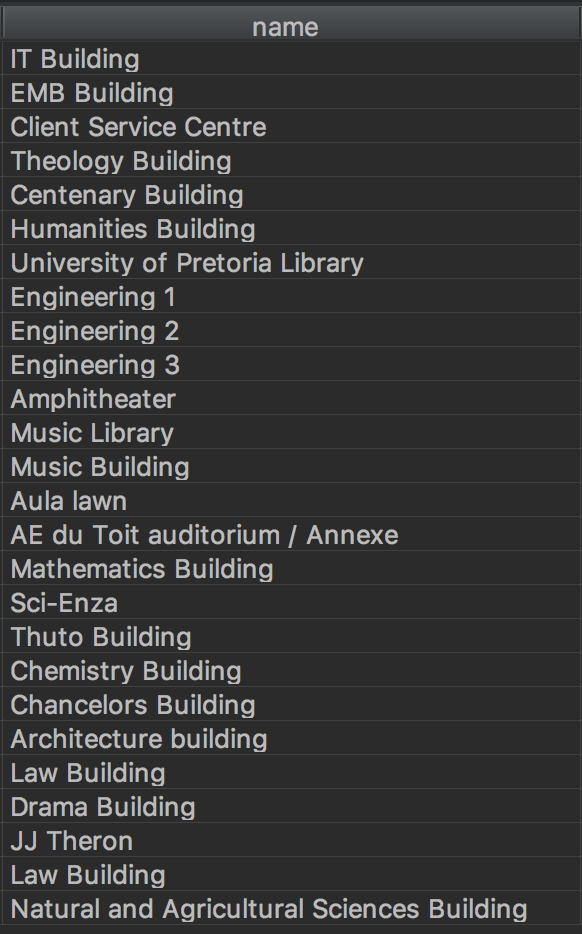 name
IT Building
EMB Building
Client Service Centre
Theology Building
Centenary Building
Humanities Building
University of Pretoria Library
Engineering 1
Engineering 2
Engineering 3
Amphitheater
Music Library
Music Building
Aula lawn
AE du Toit auditorium / Annexe
Mathematics Building
Sci-Enza
Thuto Building
Chemistry Building
Chancelors Building
Architecture building
Law Building
Drama Building
JJ Theron
Law Building
Natural and Agricultural Sciences Building